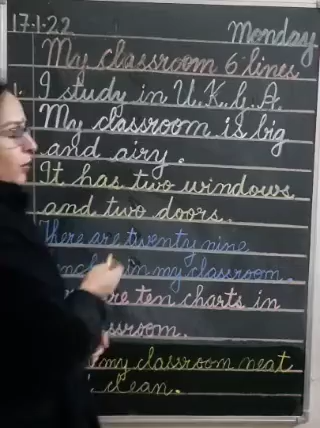 17.1.22 Monday
My classroom 6 lines
1. I study in U.K.G. A.
My classroom is big
and airy.
It has two windows
and two doors.
There are twenty nine
in my classroom.
are ten charts in
classroom.
my classroom neat
clean.